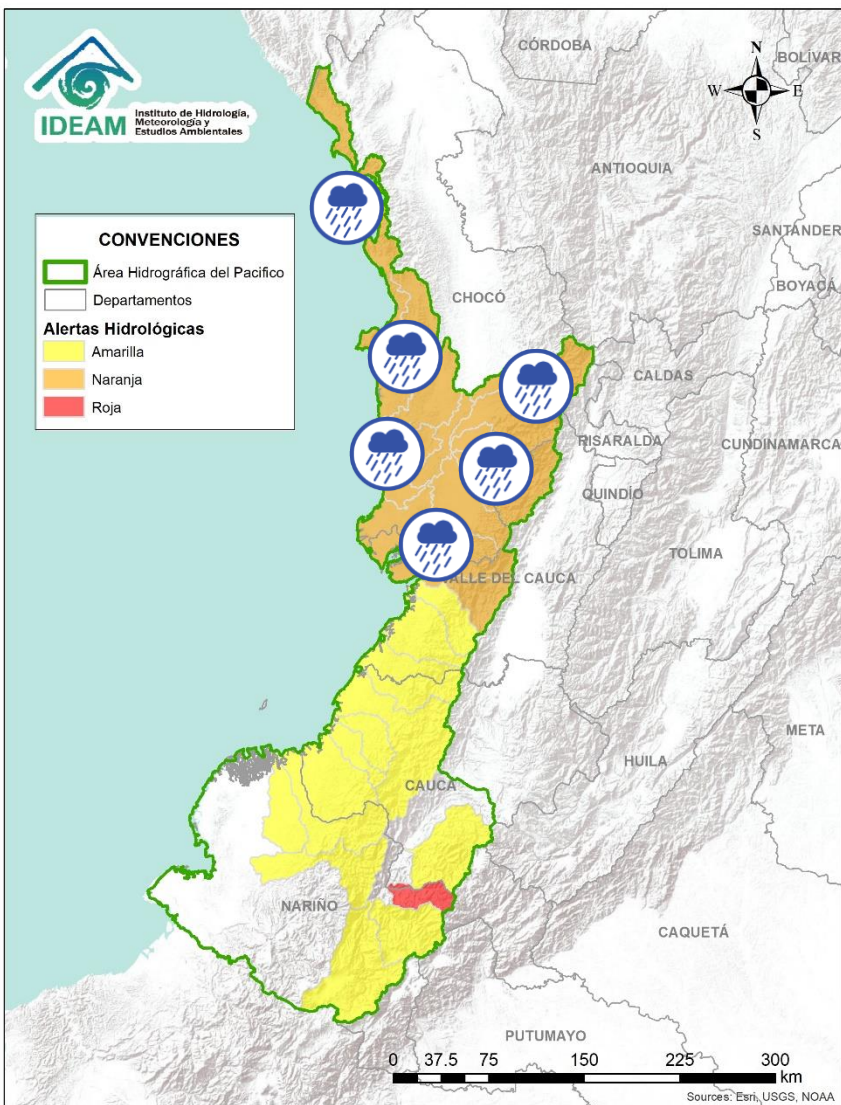 IDEAM
Instituto de Hidrología,
Meteorología y
Estudios Ambientales
N
W
E
S
CONVENCIONES
Área Hidrográfica del Pacifico
Departamentos
Alertas Hidrológicas
Amarilla
Naranja
Roja
CÓRDOBA
BOLÍVAR
ANTIOQUIA
SANTANDER
BOYACÁ
CHOCÓ
CALDAS
RISARALDA
CUNDINAMARCA
QUINDÍO
TOLIMA
ALLE DEL CAUCA
META
HUILA
CAUCA
NARIÑO
CAQUETÁ
PUTUMAYO
0 37.5 75 150 225 300
km
Sources: Esri, USGS, NOAA